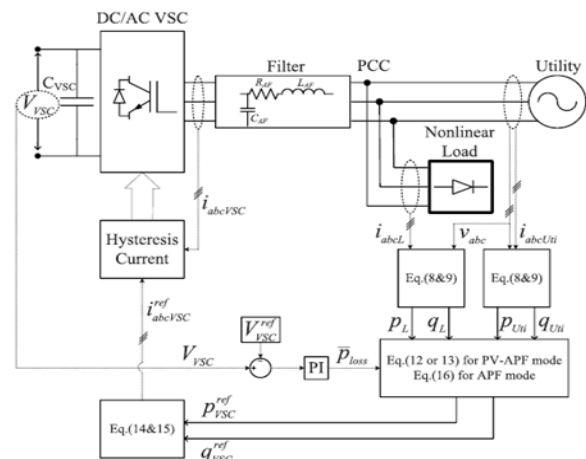 DC/AC VSC
C_VSC
V_VSC
Filter
R_AF
L_AF
C_AF
PCC
Utility
Nonlinear
Load
i_abcVSC
i_abcL
v_abc
i_abcUti
Hysteresis
Current
Eq.(8&9)
Eq.(8&9)
i^ref_abcVSC
p_L
q_L
p_Uti
q_Uti
V^ref_VSC
V_VSC
+
-
PI
p̅_loss
Eq.(12 or 13) for PV-APF mode
Eq.(16) for APF mode
Eq.(14&15)
p^ref_VSC
q^ref_VSC